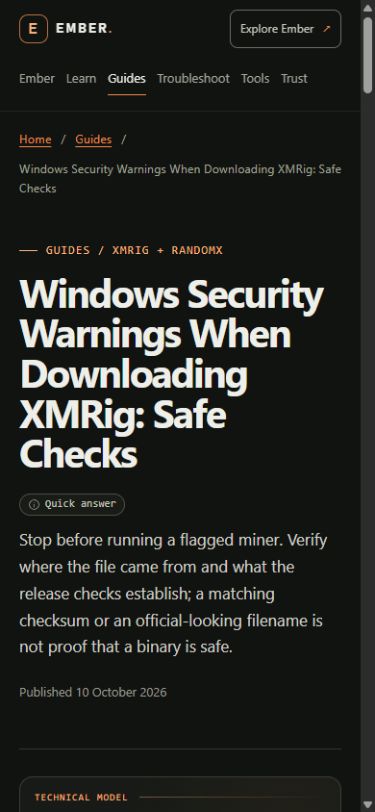 E EMBER.
Explore Ember ↗
Ember Learn Guides Troubleshoot Tools Trust
Home / Guides /
Windows Security Warnings When Downloading XMRig: Safe
Checks
GUIDES / XMRIG + RANDOMX
Windows Security
Warnings When
Downloading
XMRig: Safe
Checks
Quick answer
Stop before running a flagged miner. Verify
where the file came from and what the
release checks establish; a matching
checksum or an official-looking filename is
not proof that a binary is safe.
Published 10 October 2026
TECHNICAL MODEL